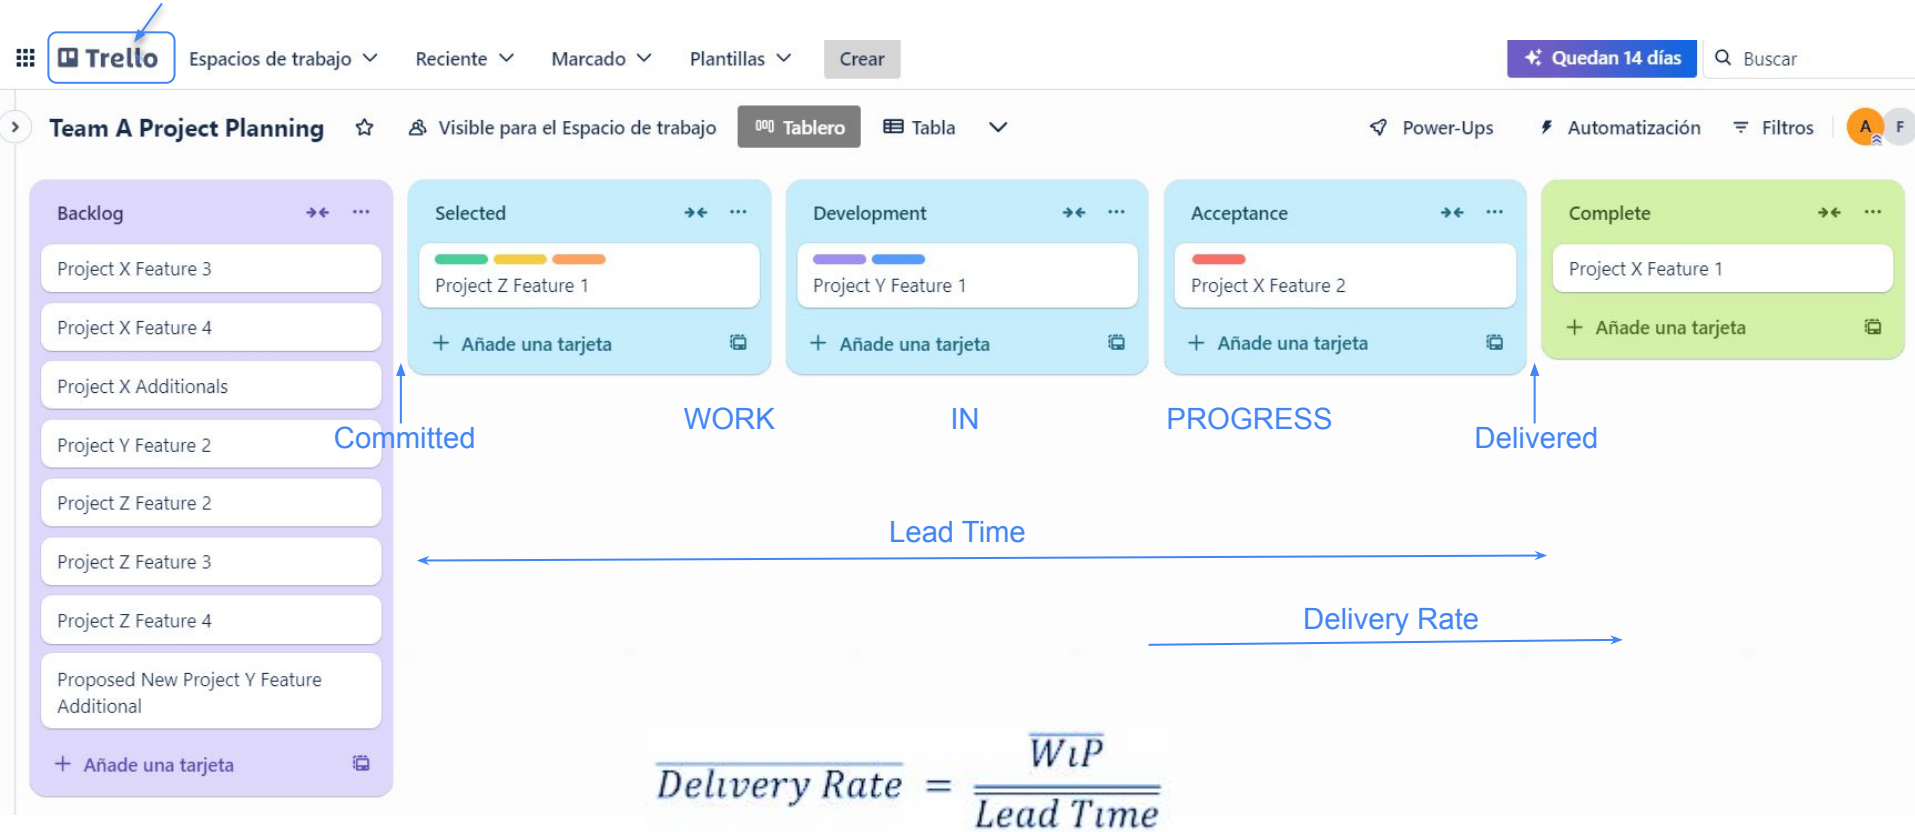 Trello Espacios de trabajo Reciente Marcado Plantillas Crear Quedan 14 días Buscar
Team A Project Planning Visible para el Espacio de trabajo Tablero Tabla Power-Ups Automatización Filtros A F
Backlog
Project X Feature 3
Project X Feature 4
Project X Additionals
Project Y Feature 2
Project Z Feature 2
Project Z Feature 3
Project Z Feature 4
Proposed New Project Y Feature
Additional
+ Añade una tarjeta
Selected
Project Z Feature 1
+ Añade una tarjeta
Development
Project Y Feature 1
+ Añade una tarjeta
Acceptance
Project X Feature 2
+ Añade una tarjeta
Complete
Project X Feature 1
+ Añade una tarjeta
Committed
WORK IN PROGRESS
Delivered
Lead Time
Delivery Rate
Delivery Rate = WIP / Lead Time